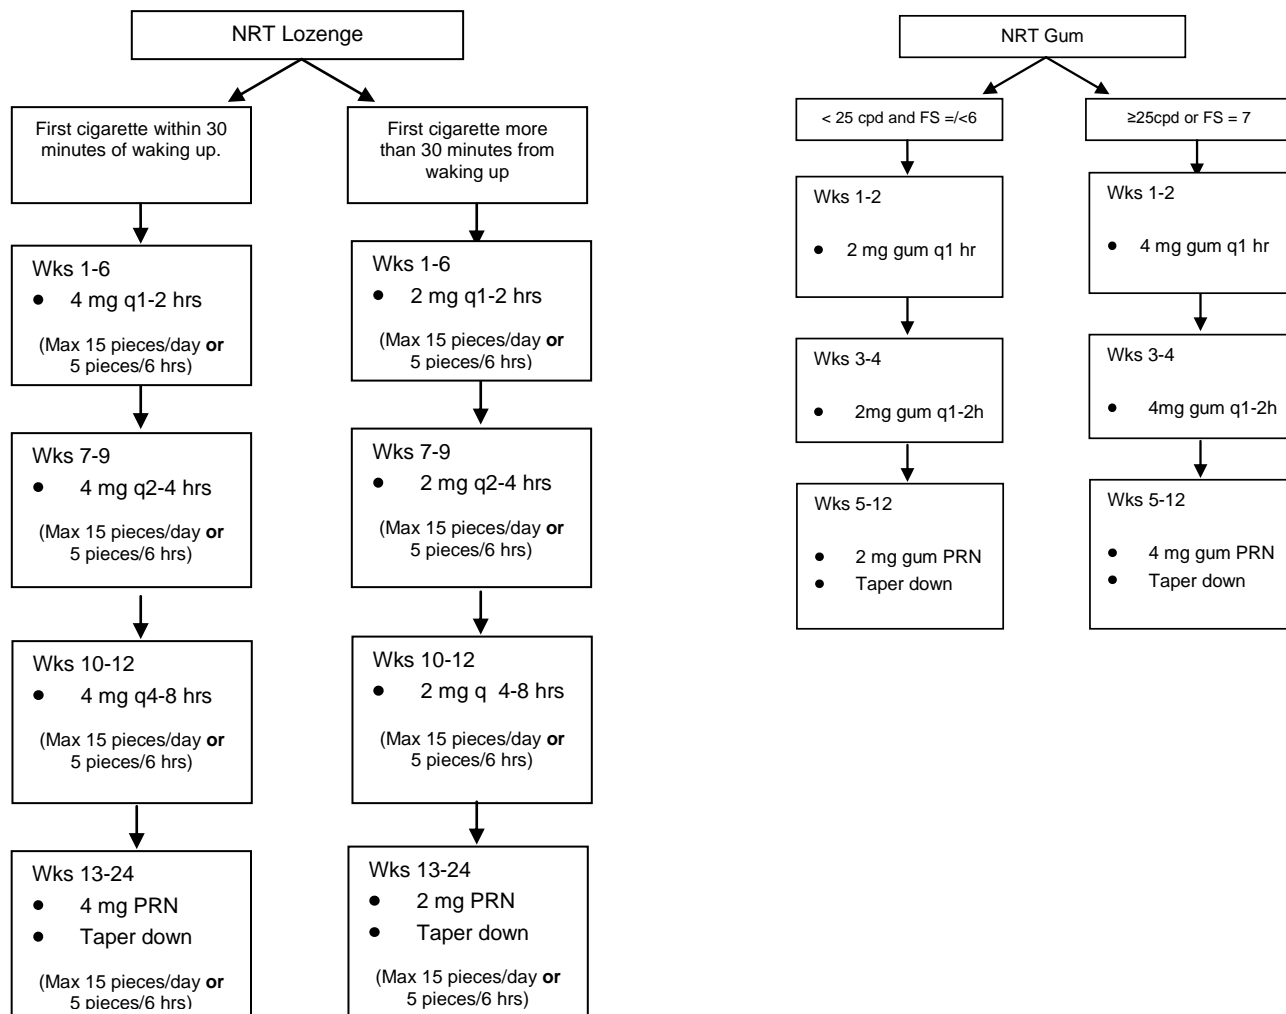 NRT Lozenge
First cigarette within 30
minutes of waking up.
Wks 1-6
● 4 mg q1-2 hrs
(Max 15 pieces/day or
5 pieces/6 hrs)
Wks 7-9
● 4 mg q2-4 hrs
(Max 15 pieces/day or
5 pieces/6 hrs)
Wks 10-12
● 4 mg q4-8 hrs
(Max 15 pieces/day or
5 pieces/6 hrs)
Wks 13-24
● 4 mg PRN
● Taper down
(Max 15 pieces/day or
5 pieces/6 hrs)
First cigarette more
than 30 minutes from
waking up
Wks 1-6
● 2 mg q1-2 hrs
(Max 15 pieces/day or
5 pieces/6 hrs)
Wks 7-9
● 2 mg q2-4 hrs
(Max 15 pieces/day or
5 pieces/6 hrs)
Wks 10-12
● 2 mg q 4-8 hrs
(Max 15 pieces/day or
5 pieces/6 hrs)
Wks 13-24
● 2 mg PRN
● Taper down
(Max 15 pieces/day or
5 pieces/6 hrs)
NRT Gum
< 25 cpd and FS =/<6
Wks 1-2
● 2 mg gum q1 hr
Wks 3-4
● 2mg gum q1-2h
Wks 5-12
● 2 mg gum PRN
● Taper down
≥25cpd or FS = 7
Wks 1-2
● 4 mg gum q1 hr
Wks 3-4
● 4mg gum q1-2h
Wks 5-12
● 4 mg gum PRN
● Taper down